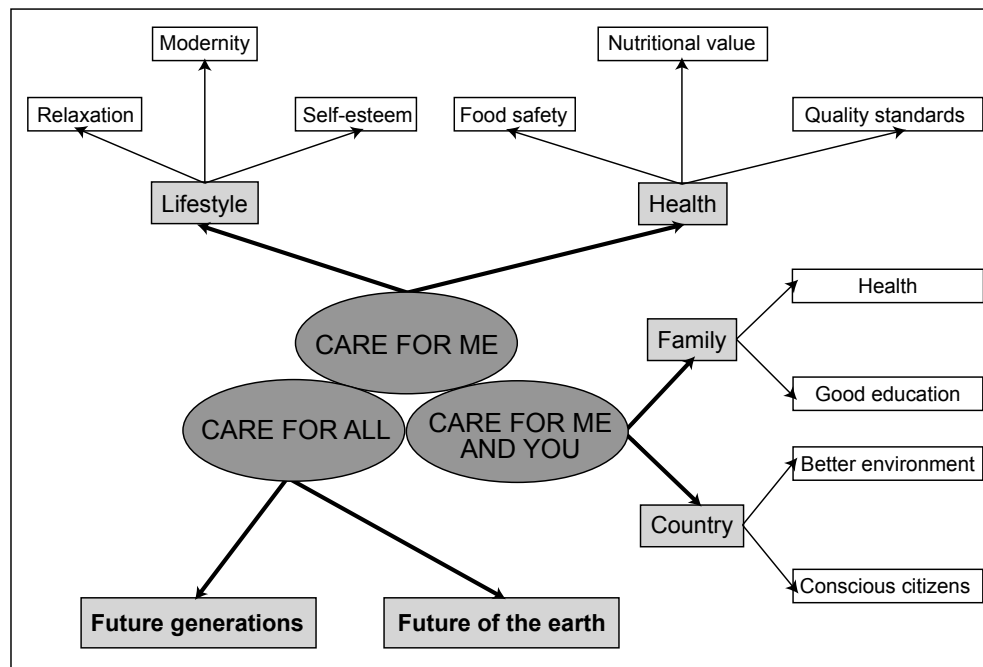 Modernity
Nutritional value
Relaxation
Self-esteem
Food safety
Quality standards
Lifestyle
Health
CARE FOR ME
Family
Health
Good education
CARE FOR ALL
CARE FOR ME
AND YOU
Better environment
Country
Conscious citizens
Future generations
Future of the earth